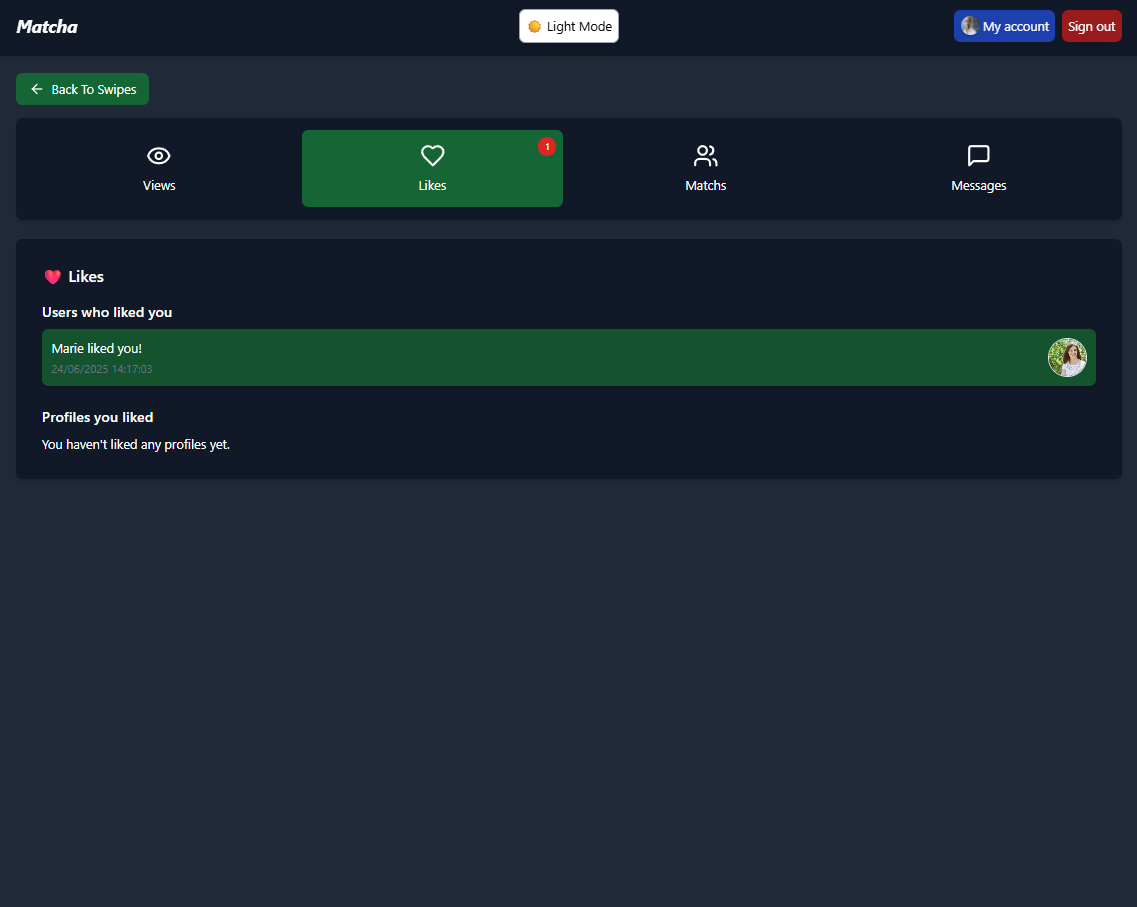 Matcha
Light Mode
My account
Sign out
Back To Swipes
Views
Likes
1
Matchs
Messages
Likes
Users who liked you
Marie liked you!
24/06/2025 14:17:03
Profiles you liked
You haven't liked any profiles yet.